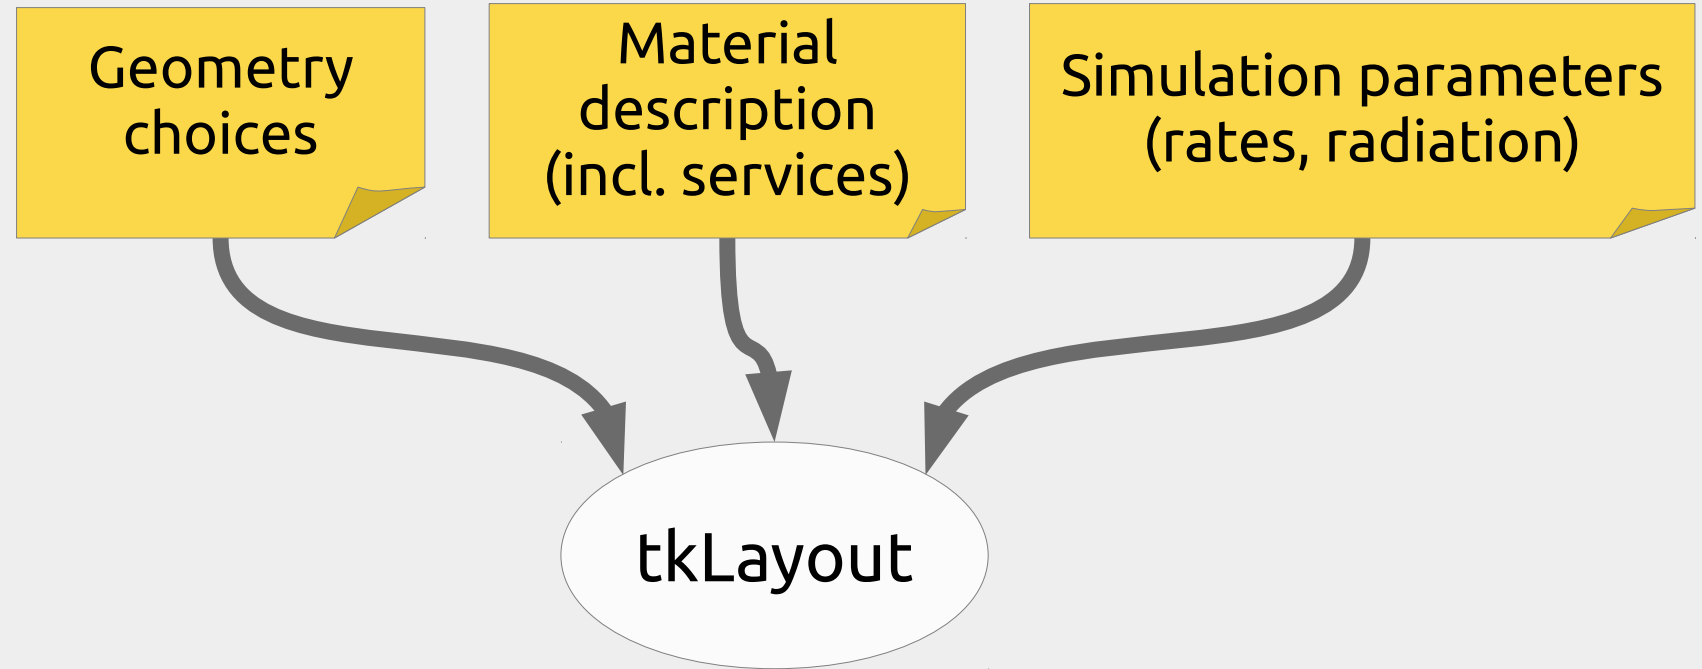 Geometry
choices
Material
description
(incl. services)
Simulation parameters
(rates, radiation)
tkLayout